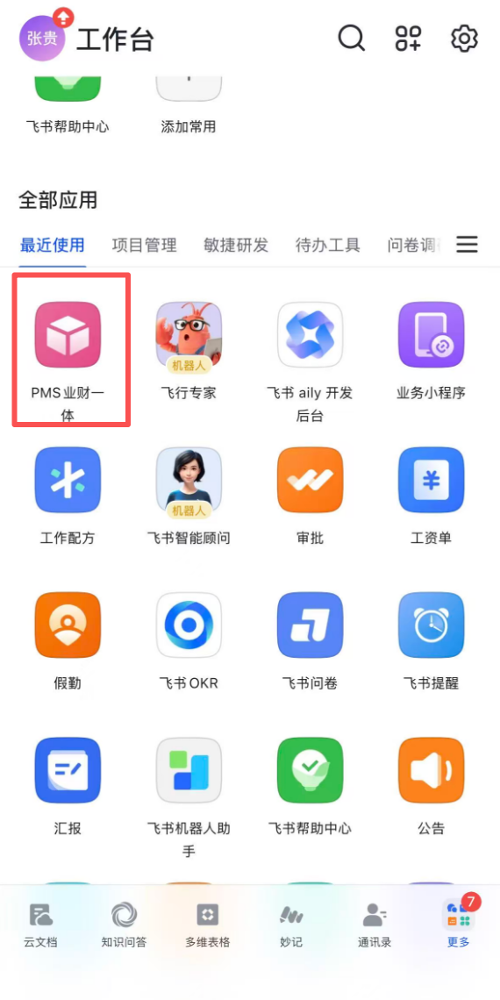 张贵
工作台
飞书帮助中心
添加常用
全部应用
最近使用
项目管理
敏捷研发
待办工具
问卷调
PMS业财一
体
机器人
飞行专家
飞书 aily 开发
后台
业务小程序
工作配方
机器人
飞书智能顾问
审批
工资单
假勤
飞书OKR
飞书问卷
飞书提醒
汇报
飞书机器人助
手
飞书帮助中心
公告
云文档
知识问答
多维表格
妙记
通讯录
7
更多